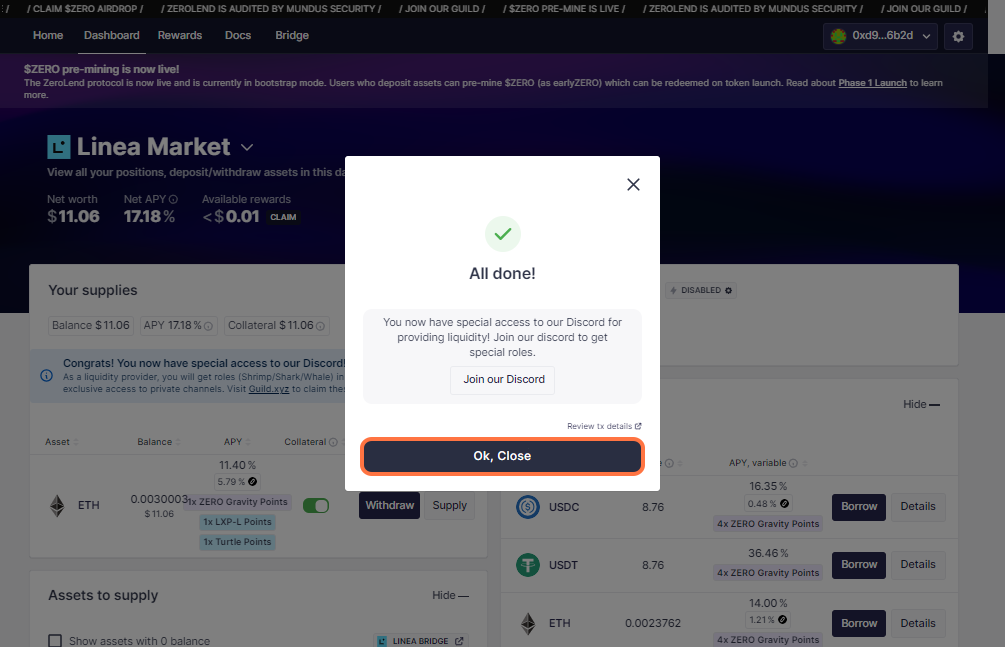 / / CLAIM $ZERO AIRDROP / / ZEROLEND IS AUDITED BY MUNDUS SECURITY / / JOIN OUR GUILD / / $ZERO PRE-MINE IS LIVE / / ZEROLEND IS AUDITED BY MUNDUS SECURITY / / JOIN OUR GUILD /
Home Dashboard Rewards Docs Bridge 0xd9...6b2d
$ZERO pre-mining is now live!
The ZeroLend protocol is now live and is currently in bootstrap mode. Users who deposit assets can pre-mine $ZERO (as earlyZERO) which can be redeemed on token launch. Read about Phase 1 Launch to learn
more.
Linea Market
View all your positions, deposit/withdraw assets in this da
Net worth Net APY Available rewards
$11.06 17.18% <$0.01 CLAIM
All done!
You now have special access to our Discord for
providing liquidity! Join our discord to get
special roles.
Join our Discord
Review tx details
Ok, Close
Your supplies
Balance $11.06 APY 17.18% Collateral $11.06
Congrats! You now have special access to our Discord!
As a liquidity provider, you will get roles (Shrimp/Shark/Whale) in
exclusive access to private channels. Visit Guild.xyz to claim these
Asset Balance APY Collateral
ETH 0.0030003 $11.06
11.40%
5.79%
1x ZERO Gravity Points
1x LXP-L Points
1x Turtle Points
Withdraw Supply
Assets to supply Hide
Show assets with 0 balance LINEA BRIDGE
DISABLED
Hide
APY, variable
USDC 8.76 16.35% 0.48% 4x ZERO Gravity Points Borrow Details
USDT 8.76 36.46% 4x ZERO Gravity Points Borrow Details
ETH 0.0023762 14.00% 1.21% 4x ZERO Gravity Points Borrow Details